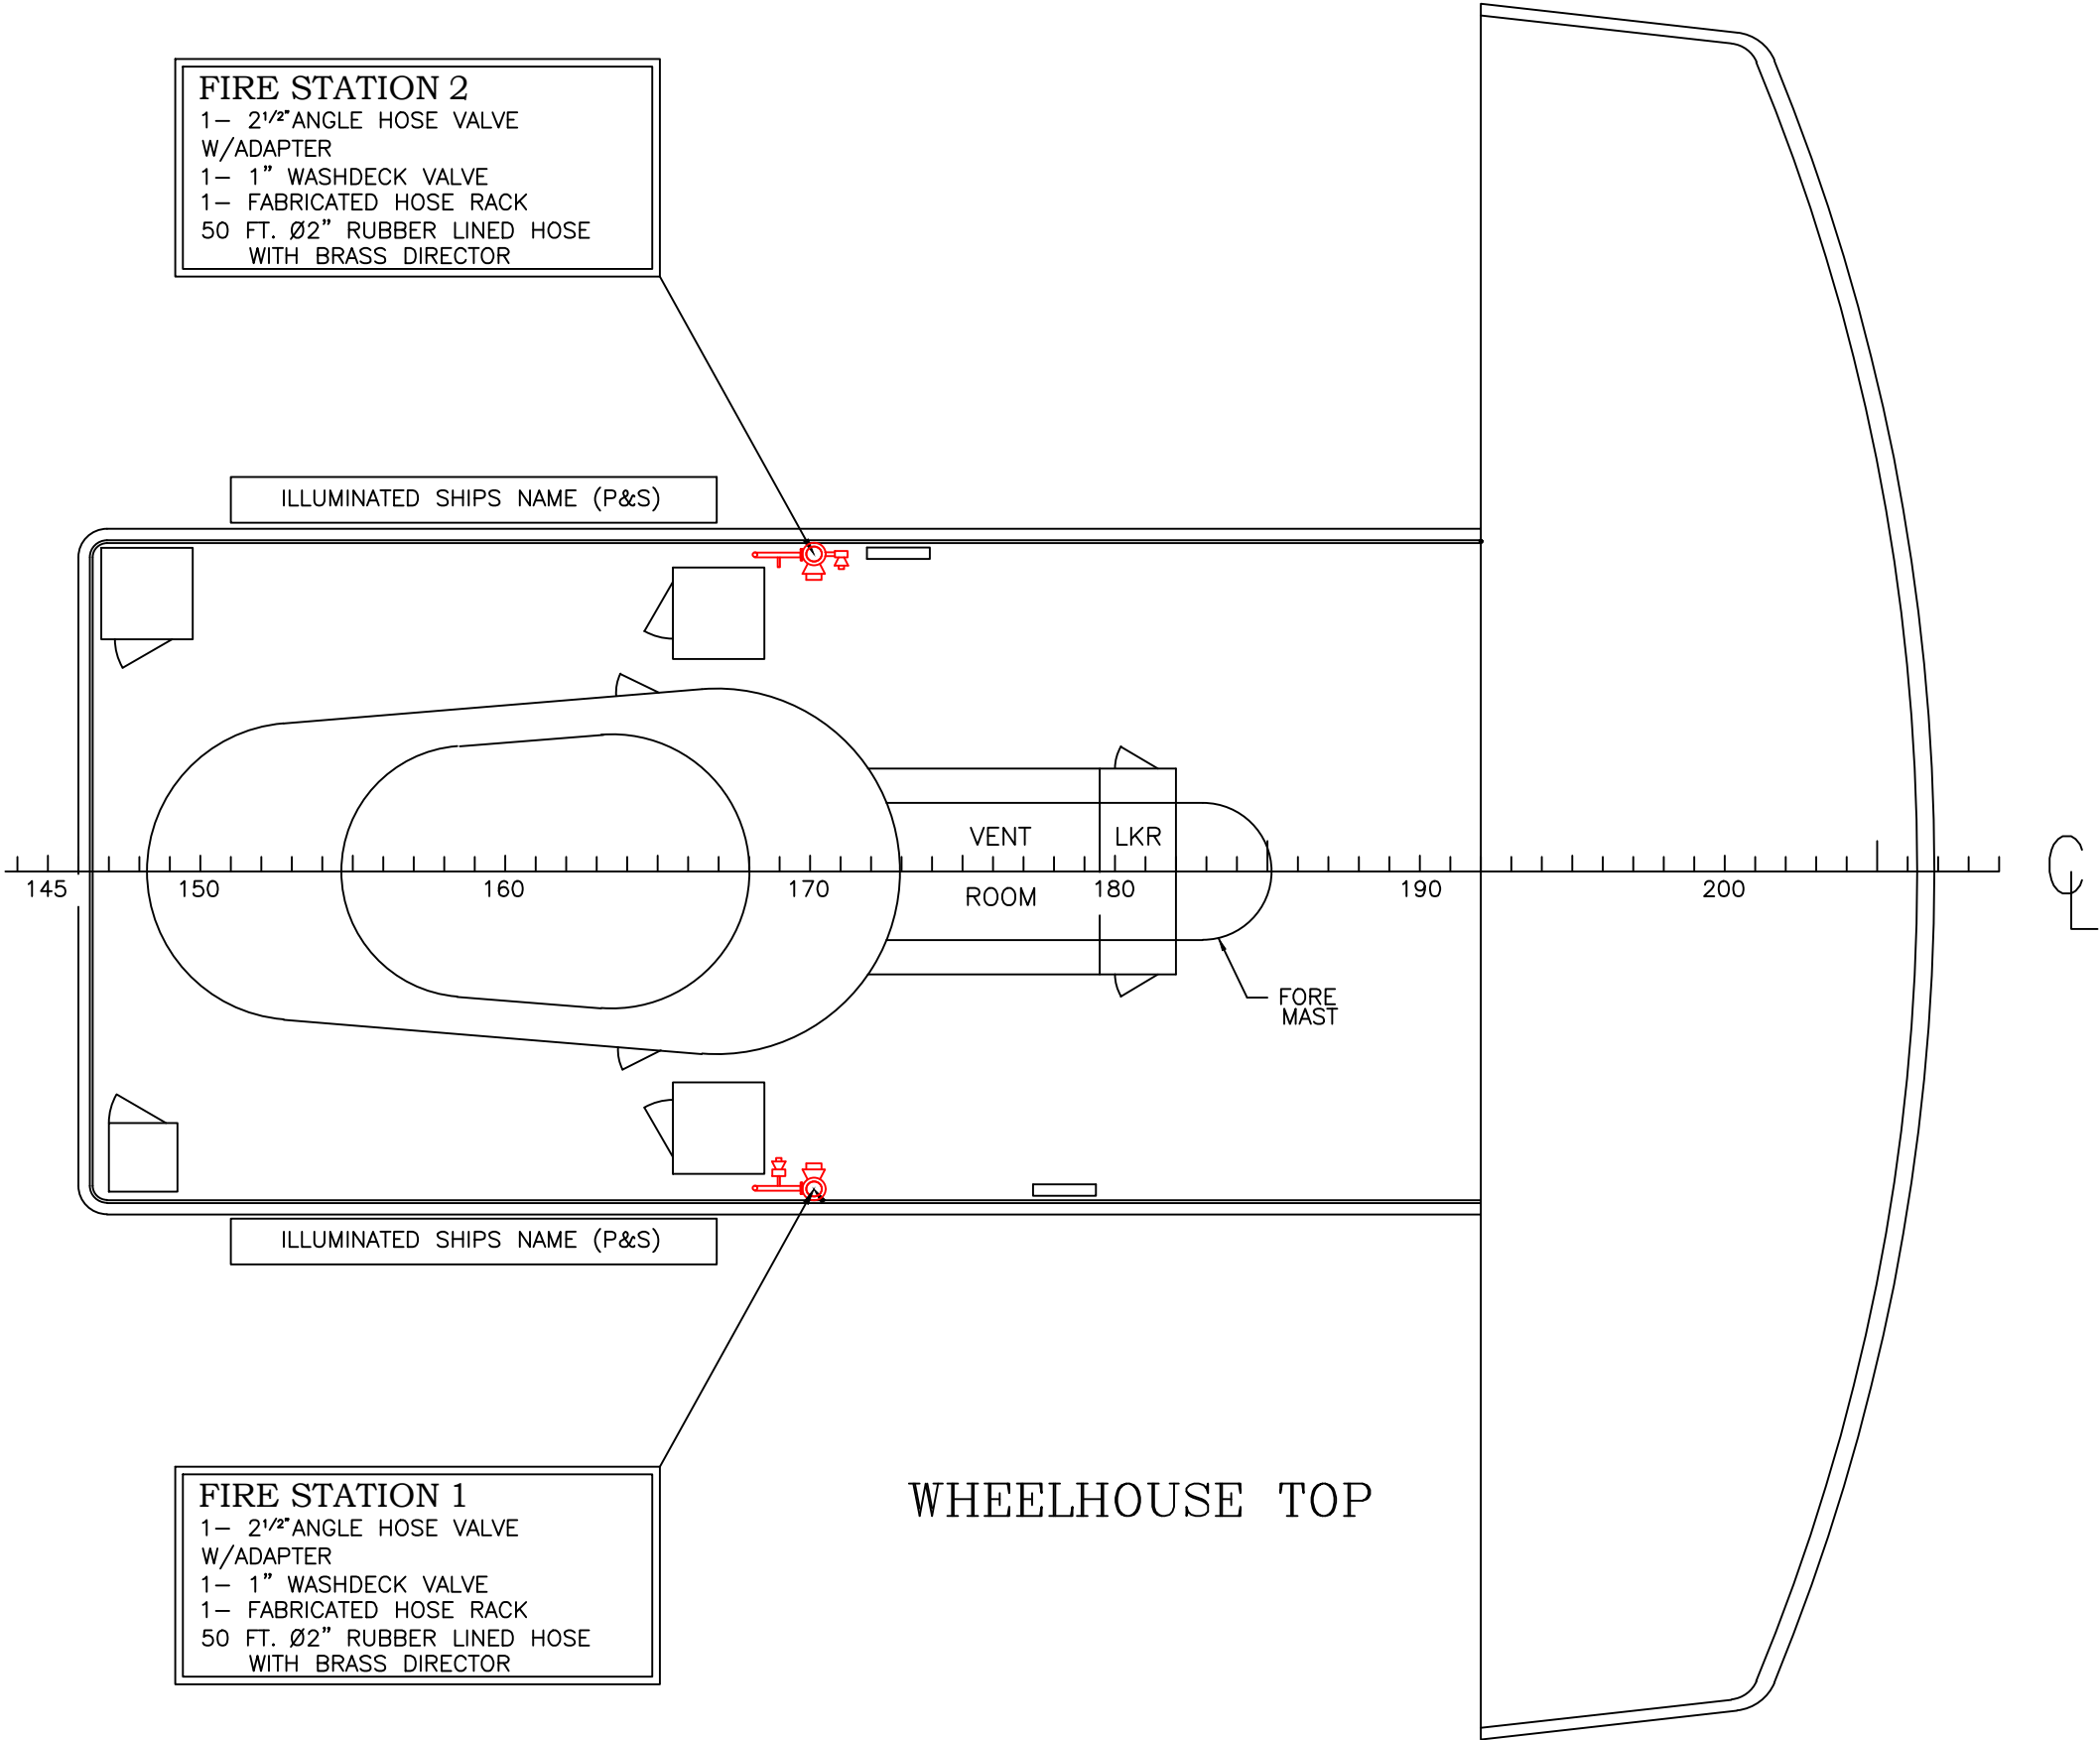 FIRE STATION 2
1– 2 1/2" ANGLE HOSE VALVE
W/ADAPTER
1– 1" WASHDECK VALVE
1– FABRICATED HOSE RACK
50 FT. Ø2" RUBBER LINED HOSE
WITH BRASS DIRECTOR
ILLUMINATED SHIPS NAME (P&S)
VENT
LKR
145
150
160
170
ROOM
180
190
200
CL
FORE
MAST
ILLUMINATED SHIPS NAME (P&S)
FIRE STATION 1
1– 2 1/2" ANGLE HOSE VALVE
W/ADAPTER
1– 1" WASHDECK VALVE
1– FABRICATED HOSE RACK
50 FT. Ø2" RUBBER LINED HOSE
WITH BRASS DIRECTOR
WHEELHOUSE TOP